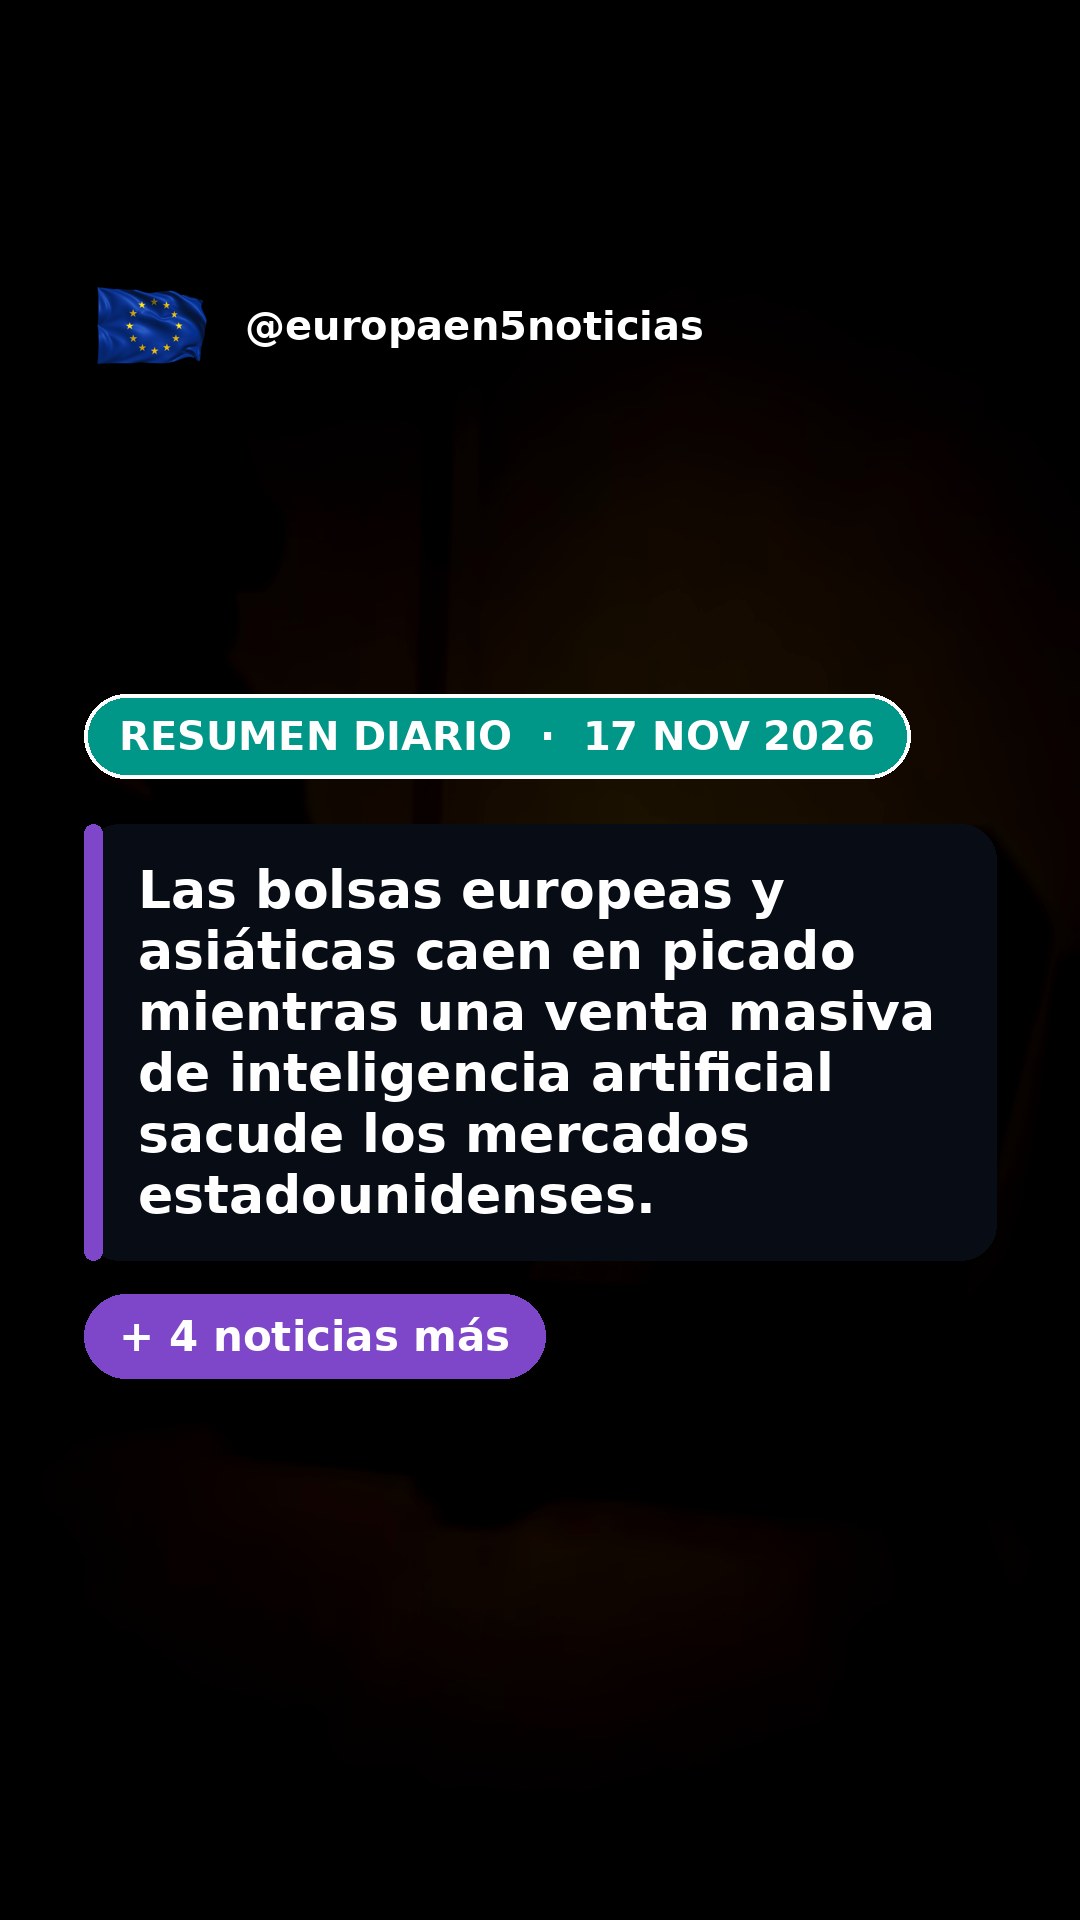 @europaen5noticias
RESUMEN DIARIO · 17 NOV 2026
Las bolsas europeas y
asiáticas caen en picado
mientras una venta masiva
de inteligencia artificial
sacude los mercados
estadounidenses.
+ 4 noticias más